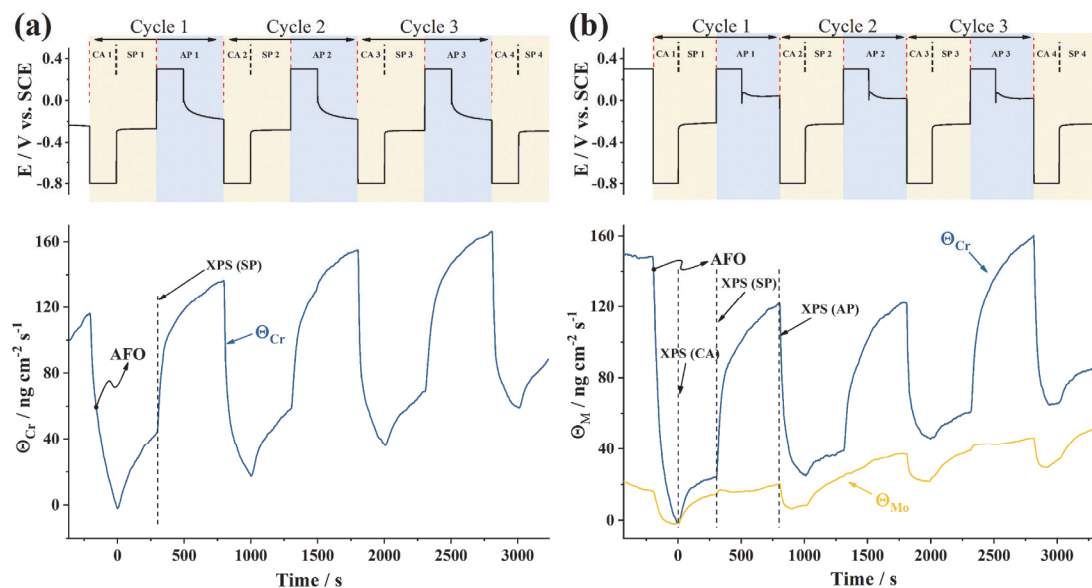 (a)
Cycle 1 Cycle 2 Cycle 3
CA 1 SP 1 AP 1 CA 2 SP 2 AP 2 CA 3 SP 3 AP 3 CA 4 SP 4
E / V vs. SCE
0.4
0.0
-0.4
-0.8
Θ_Cr / ng cm⁻² s⁻¹
160
120
80
40
0
XPS (SP)
Θ_Cr
AFO
0 500 1000 1500 2000 2500 3000
Time / s
(b)
Cycle 1 Cycle 2 Cylce 3
CA 1 SP 1 AP 1 CA 2 SP 2 AP 2 CA 3 SP 3 AP 3 CA 4 SP 4
E / V vs. SCE
0.4
0.0
-0.4
-0.8
Θ_M / ng cm⁻² s⁻¹
160
120
80
40
0
Θ_Cr
AFO
XPS (SP)
XPS (AP)
XPS (CA)
Θ_Mo
0 500 1000 1500 2000 2500 3000
Time / s